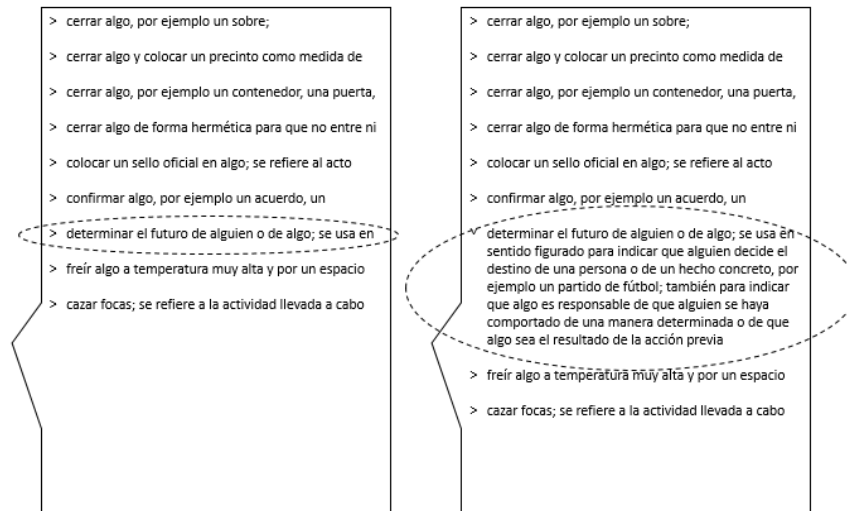 > cerrar algo, por ejemplo un sobre;
> cerrar algo y colocar un precinto como medida de
> cerrar algo, por ejemplo un contenedor, una puerta,
> cerrar algo de forma hermética para que no entre ni
> colocar un sello oficial en algo; se refiere al acto
> confirmar algo, por ejemplo un acuerdo, un
> determinar el futuro de alguien o de algo; se usa en
> freír algo a temperatura muy alta y por un espacio
> cazar focas; se refiere a la actividad llevada a cabo
> cerrar algo, por ejemplo un sobre;
> cerrar algo y colocar un precinto como medida de
> cerrar algo, por ejemplo un contenedor, una puerta,
> cerrar algo de forma hermética para que no entre ni
> colocar un sello oficial en algo; se refiere al acto
> confirmar algo, por ejemplo un acuerdo, un
˅ determinar el futuro de alguien o de algo; se usa en
sentido figurado para indicar que alguien decide el
destino de una persona o de un hecho concreto, por
ejemplo un partido de fútbol; también para indicar
que algo es responsable de que alguien se haya
comportado de una manera determinada o de que
algo sea el resultado de la acción previa
> freír algo a temperatura muy alta y por un espacio
> cazar focas; se refiere a la actividad llevada a cabo